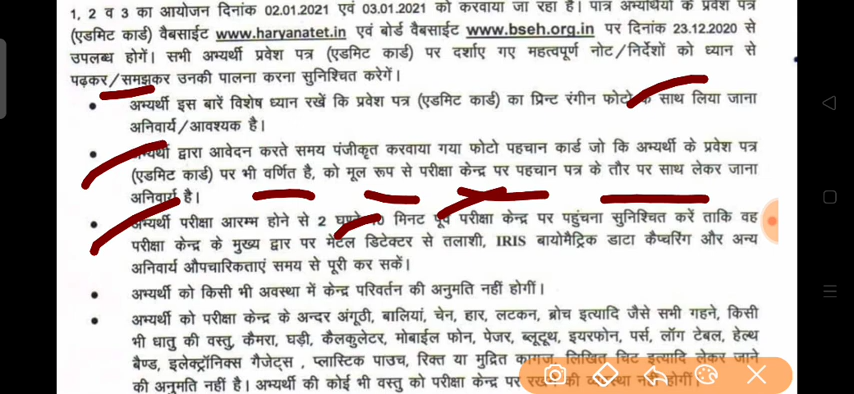 1, 2 व 3 का आयोजन दिनांक 02.01.2021 एवं 03.01.2021 को करवाया जा रहा है। पात्र अभ्यर्थियों के प्रवेश पत्र
(एडमिट कार्ड) वैबसाईट www.haryanatet.in एवं बोर्ड वैबसाईट www.bseh.org.in पर दिनांक 23.12.2020 से
उपलब्ध होगें। सभी अभ्यर्थी प्रवेश पत्र (एडमिट कार्ड) पर दर्शाए गए महत्वपूर्ण नोट/निर्देशों को ध्यान से
पढ़कर/समझकर उनकी पालना करना सुनिश्चित करेगें।
• अभ्यर्थी इस बारें विशेष ध्यान रखें कि प्रवेश पत्र (एडमिट कार्ड) का प्रिन्ट रंगीन फोटो के साथ लिया जाना
अनिवार्य/आवश्यक है।
• अभ्यर्थी द्वारा आवेदन करते समय पंजीकृत करवाया गया फोटो पहचान कार्ड जो कि अभ्यर्थी के प्रवेश पत्र
(एडमिट कार्ड) पर भी वर्णित है, को मूल रूप से परीक्षा केन्द्र पर पहचान पत्र के तौर पर साथ लेकर जाना
अनिवार्य है।
• अभ्यर्थी परीक्षा आरम्भ होने से 2 घण्टे मिनट पूर्व परीक्षा केन्द्र पर पहुंचना सुनिश्चित करें ताकि वह
परीक्षा केन्द्र के मुख्य द्वार पर मेटल डिटेक्टर से तलाशी, IRIS बायोमैट्रिक डाटा कैप्चरिंग और अन्य
अनिवार्य औपचारिकताएं समय से पूरी कर सकें।
• अभ्यर्थी को किसी भी अवस्था में केन्द्र परिवर्तन की अनुमति नहीं होगीं।
• अभ्यर्थी को परीक्षा केन्द्र के अन्दर अंगूठी, बालियां, चेन, हार, लटकन, ब्रोच इत्यादि जैसे सभी गहने, किसी
भी धातु की वस्तु, कैमरा, घड़ी, कैलकुलेटर, मोबाईल फोन, पेजर, ब्लूटूथ, इयरफोन, पर्स, लॉग टेबल, हेल्थ
बैण्ड, इलेक्ट्रॉनिक्स गैजेट्स , प्लास्टिक पाउच, रिक्त या मुद्रित कागज, लिखित चिट इत्यादि लेकर जाने
की अनुमति नहीं है। अभ्यर्थी की कोई भी वस्तु को परीक्षा केन्द्र पर रखने की व्यवस्था नहीं होगीं।